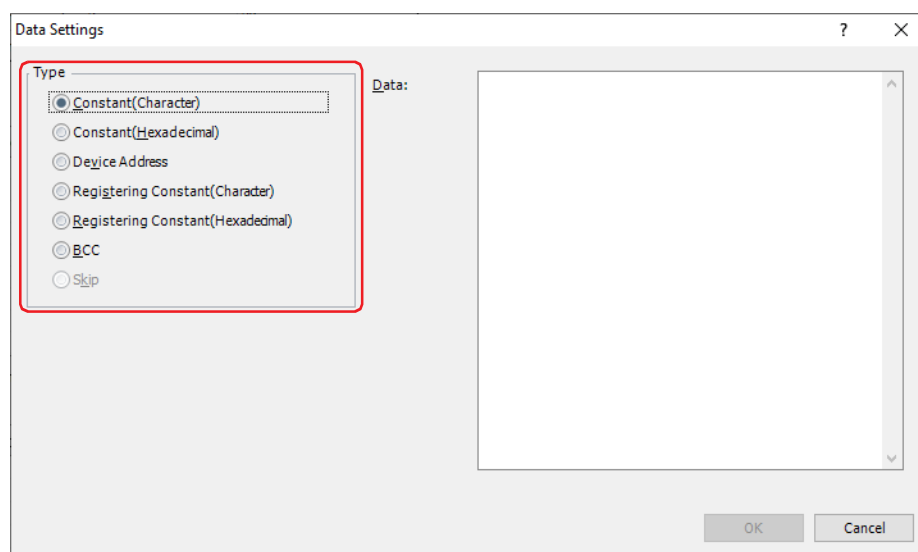 Data Settings
?
Type
Constant(Character)
Constant(Hexadecimal)
Device Address
Registering Constant(Character)
Registering Constant(Hexadecimal)
BCC
Skip
Data:
OK
Cancel